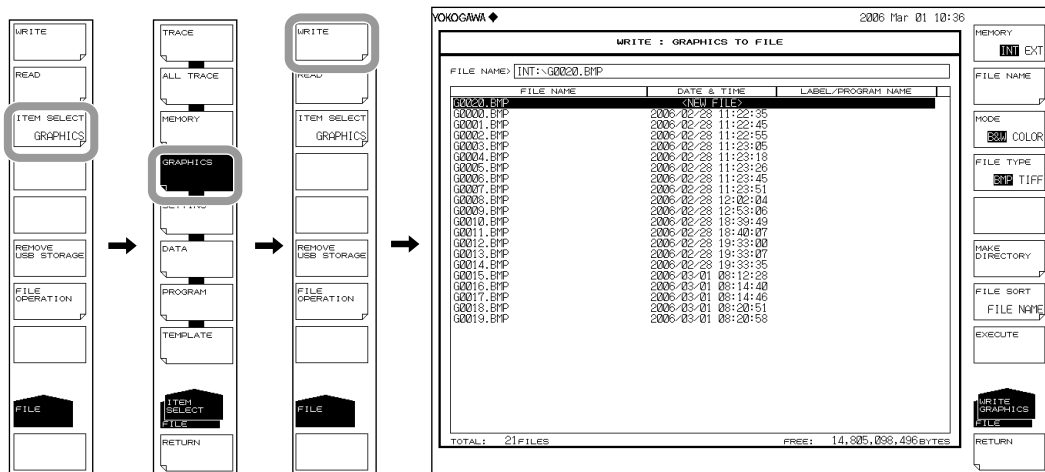 WRITE
READ
ITEM SELECT
GRAPHICS
REMOVE
USB STORAGE
FILE
OPERATION
FILE
TRACE
ALL TRACE
MEMORY
GRAPHICS
SETTING
DATA
PROGRAM
TEMPLATE
ITEM
SELECT
FILE
RETURN
WRITE
READ
ITEM SELECT
GRAPHICS
REMOVE
USB STORAGE
FILE
OPERATION
FILE
YOKOGAWA 2006 Mar 01 10:36
WRITE : GRAPHICS TO FILE
FILE NAME> INT:\G0020.BMP
FILE NAME DATE & TIME LABEL/PROGRAM NAME
G0020.BMP <NEW FILE>
G0000.BMP 2006/02/28 11:22:35
G0001.BMP 2006/02/28 11:22:45
G0002.BMP 2006/02/28 11:22:55
G0003.BMP 2006/02/28 11:23:05
G0004.BMP 2006/02/28 11:23:18
G0005.BMP 2006/02/28 11:23:26
G0006.BMP 2006/02/28 11:23:45
G0007.BMP 2006/02/28 11:23:51
G0008.BMP 2006/02/28 12:02:04
G0009.BMP 2006/02/28 12:53:06
G0010.BMP 2006/02/28 18:39:49
G0011.BMP 2006/02/28 18:40:07
G0012.BMP 2006/02/28 19:33:00
G0013.BMP 2006/02/28 19:33:07
G0014.BMP 2006/02/28 19:33:35
G0015.BMP 2006/03/01 08:12:28
G0016.BMP 2006/03/01 08:14:40
G0017.BMP 2006/03/01 08:14:46
G0018.BMP 2006/03/01 08:20:51
G0019.BMP 2006/03/01 08:20:58
TOTAL: 21FILES FREE: 14,805,098,496BYTES
MEMORY
INT EXT
FILE NAME
MODE
B&W COLOR
FILE TYPE
BMP TIFF
MAKE
DIRECTORY
FILE SORT
FILE NAME
EXECUTE
WRITE
GRAPHICS
FILE
RETURN